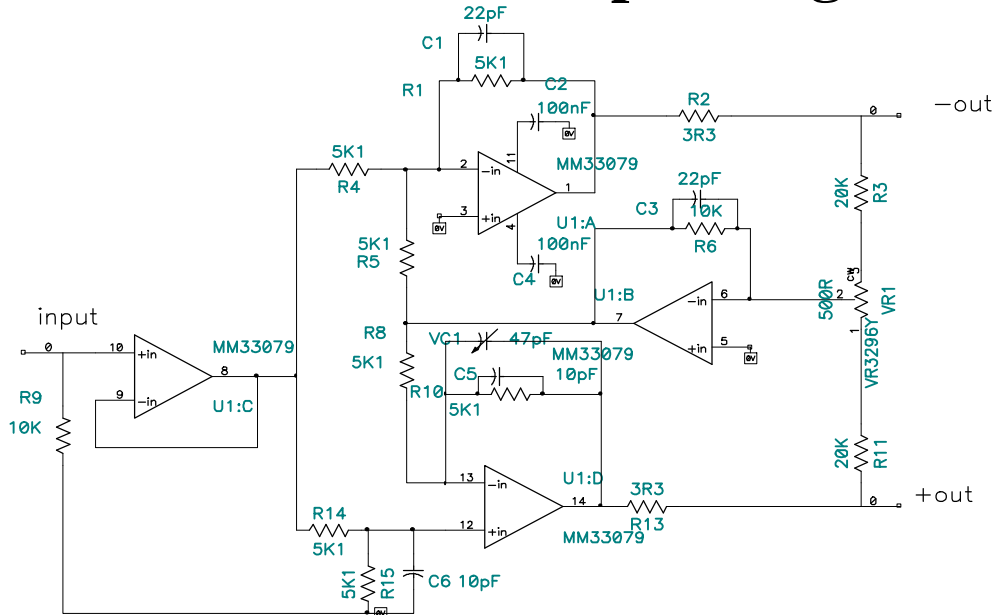 22pF
C1
5K1
R1
C2
100nF
0V
R2
3R3
0
−out
5K1
R4
2
−in
11
MM33079
1
3
+in
4
0V
U1:A
100nF
C4
0V
22pF
C3
10K
R6
20K
R3
5K1
R5
cw
3
500R
2
VR1
1
VR3296Y
U1:B
7
6
−in
5
+in
0V
MM33079
input
0
10
+in
9
−in
MM33079
8
U1:C
R9
10K
R8
5K1
VC1
47pF
10pF
C5
R10
5K1
20K
R11
13
−in
12
+in
U1:D
14
MM33079
3R3
R13
0
+out
R14
5K1
5K1
R15
C6 10pF
0V